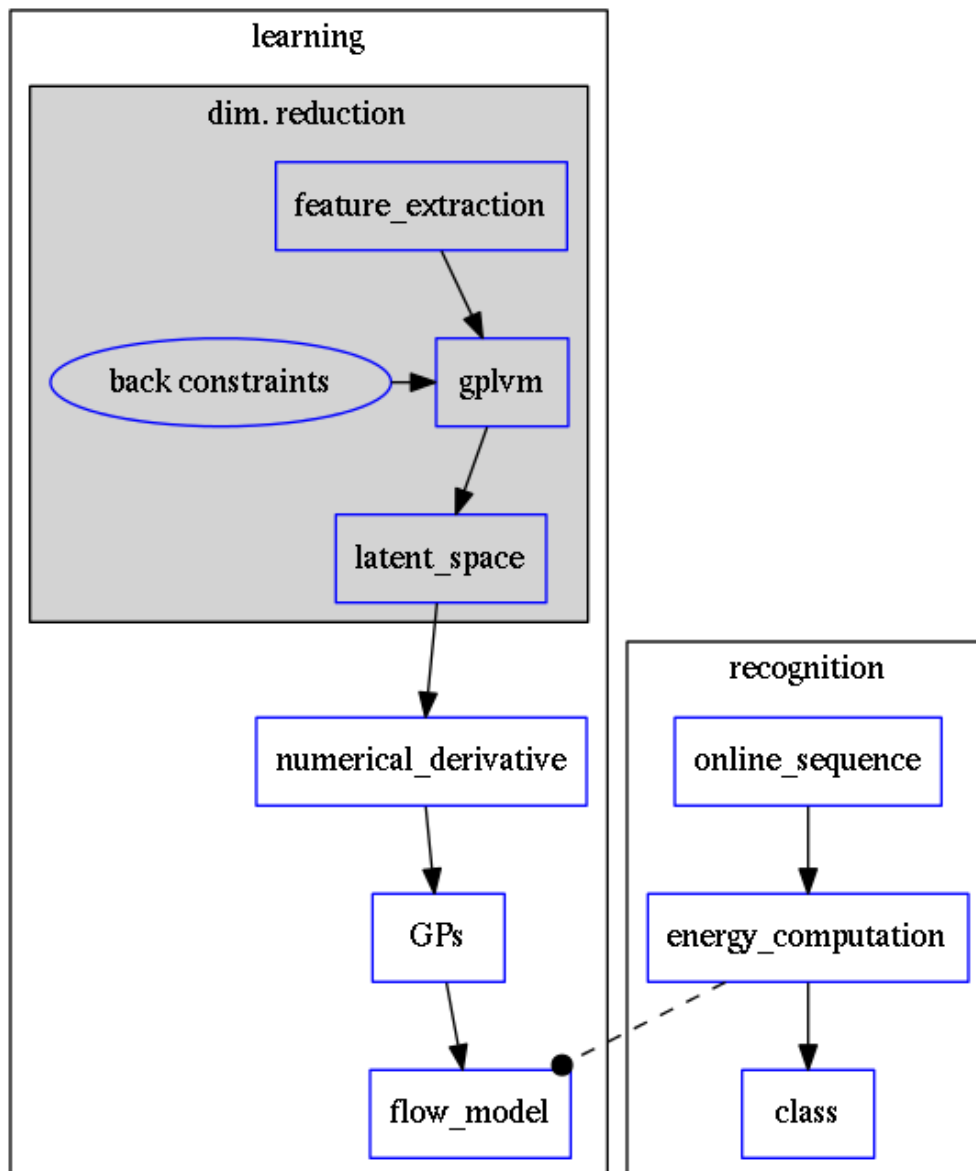 learning
dim. reduction
feature_extraction
back constraints
gplvm
latent_space
numerical_derivative
GPs
flow_model
recognition
online_sequence
energy_computation
class